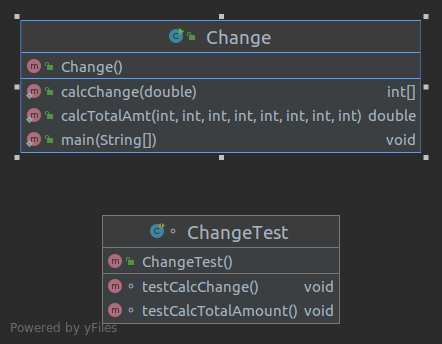 Change
Change()
calcChange(double) int[]
calcTotalAmt(int, int, int, int, int, int, int, int) double
main(String[]) void
ChangeTest
ChangeTest()
testCalcChange() void
testCalcTotalAmount() void
Powered by yFiles